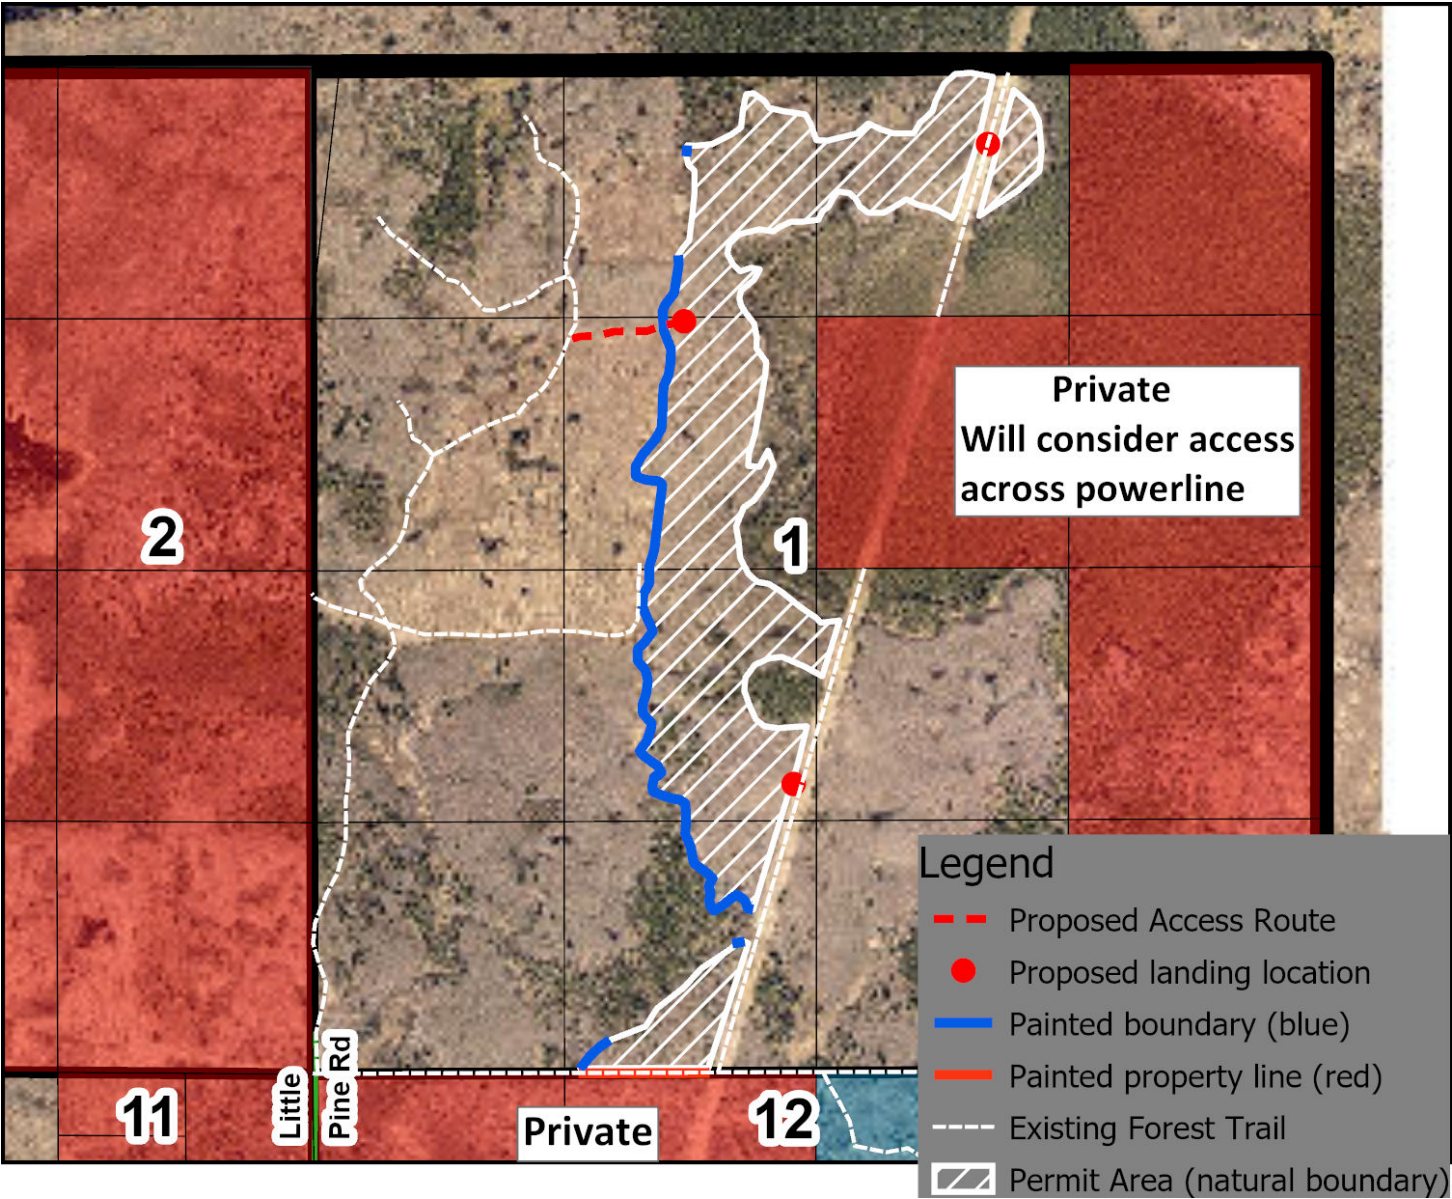 Private
Will consider access
across powerline
2
1
Legend
Proposed Access Route
Proposed landing location
Painted boundary (blue)
Painted property line (red)
Existing Forest Trail
Permit Area (natural boundary)
Little
Pine Rd
11
Private
12